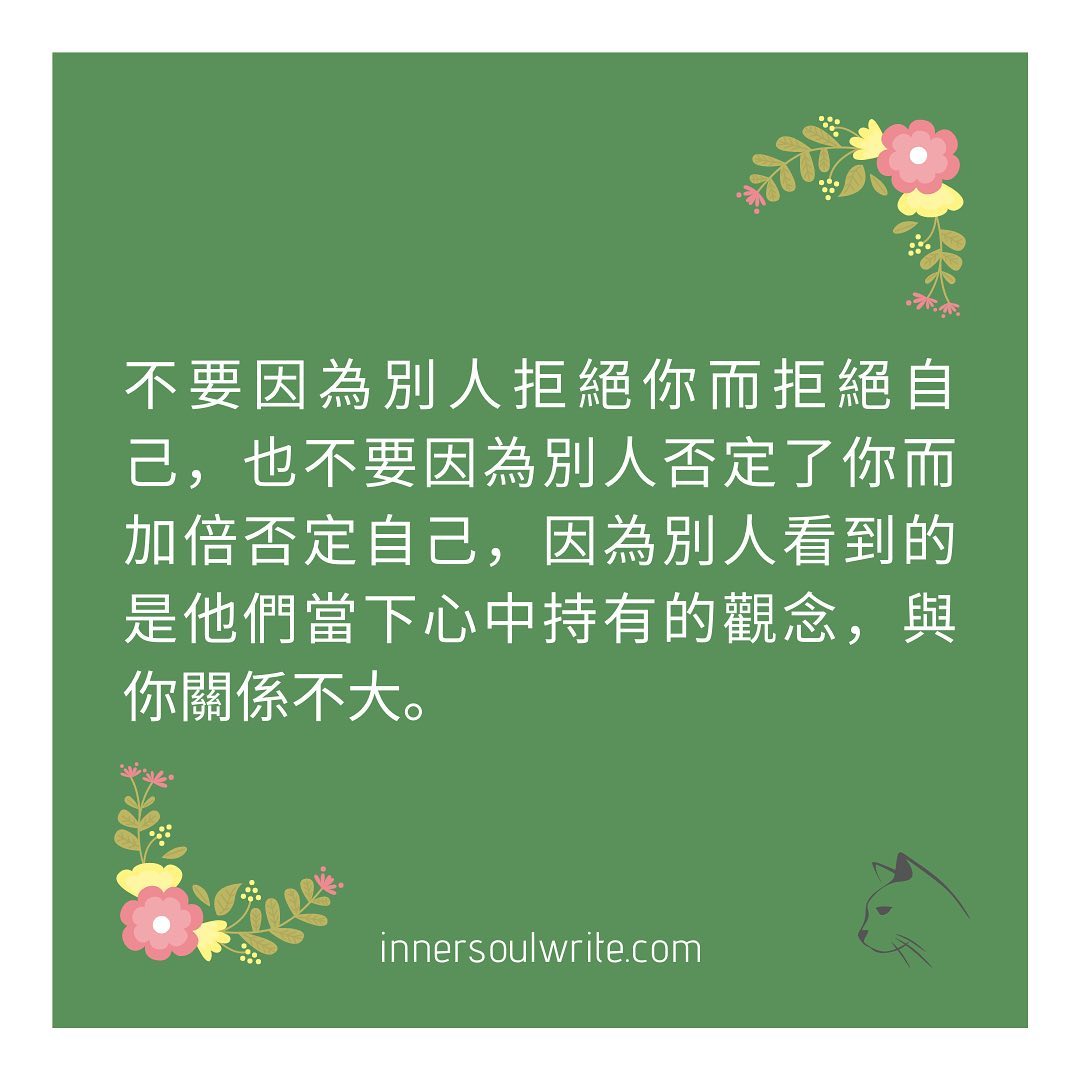 不要因為別人拒絕你而拒絕自
己，也不要因為別人否定了你而
加倍否定自己，因為別人看到的
是他們當下心中持有的觀念，與
你關係不大。
innersoulwrite.com